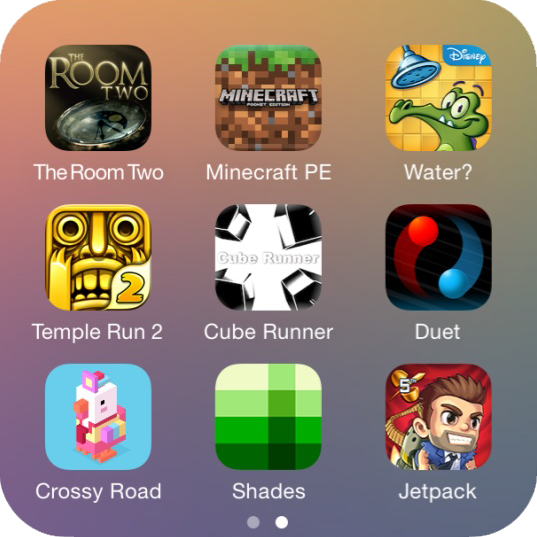 THE
ROOM
TWO
MINECRAFT
POCKET EDITION
Disney
The Room Two
Minecraft PE
Water?
2
Cube Runner
Temple Run 2
Cube Runner
Duet
5th
Crossy Road
Shades
Jetpack